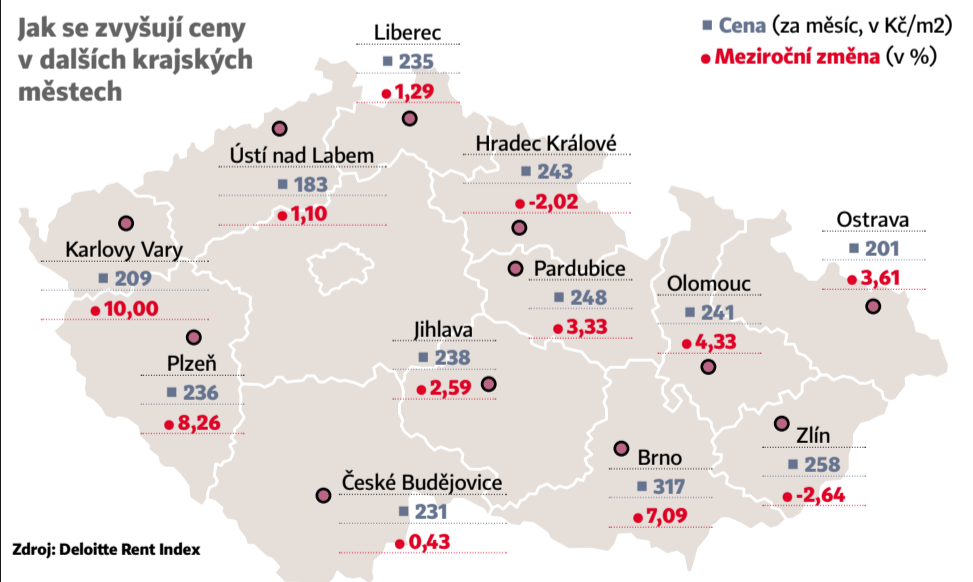 Jak se zvyšují ceny
v dalších krajských
městech
Cena (za měsíc, v Kč/m2)
Meziroční změna (v %)
Liberec
235
1,29
Ústí nad Labem
183
1,10
Hradec Králové
243
-2,02
Karlovy Vary
209
10,00
Pardubice
248
3,33
Olomouc
241
4,33
Ostrava
201
3,61
Plzeň
236
8,26
Jihlava
238
2,59
České Budějovice
231
0,43
Brno
317
7,09
Zlín
258
-2,64
Zdroj: Deloitte Rent Index